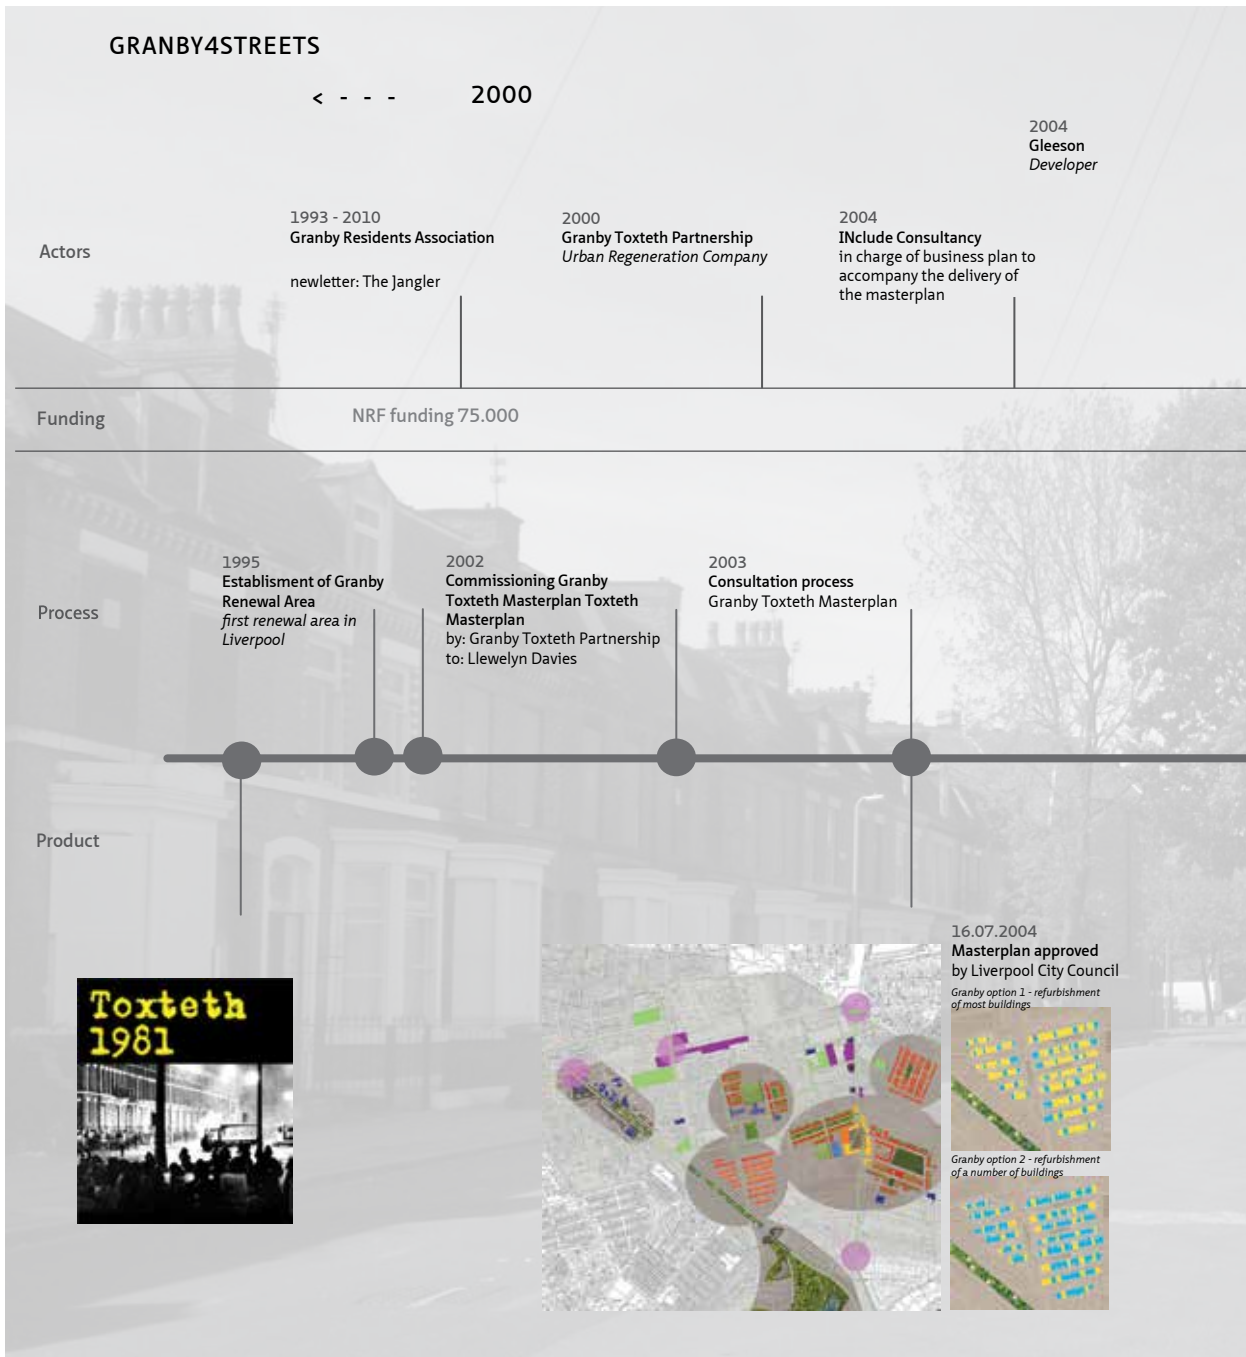 GRANBY4STREETS
< - - - 2000
2004
Gleeson
Developer
Actors
1993 - 2010
Granby Residents Association
newletter: The Jangler
2000
Granby Toxteth Partnership
Urban Regeneration Company
2004
INclude Consultancy
in charge of business plan to
accompany the delivery of
the masterplan
Funding
NRF funding 75.000
Process
1995
Establisment of Granby
Renewal Area
first renewal area in
Liverpool
2002
Commissioning Granby
Toxteth Masterplan Toxteth
Masterplan
by: Granby Toxteth Partnership
to: Llewelyn Davies
2003
Consultation process
Granby Toxteth Masterplan
Product
Toxteth
1981
16.07.2004
Masterplan approved
by Liverpool City Council
Granby option 1 - refurbishment
of most buildings
Granby option 2 - refurbishment
of a number of buildings